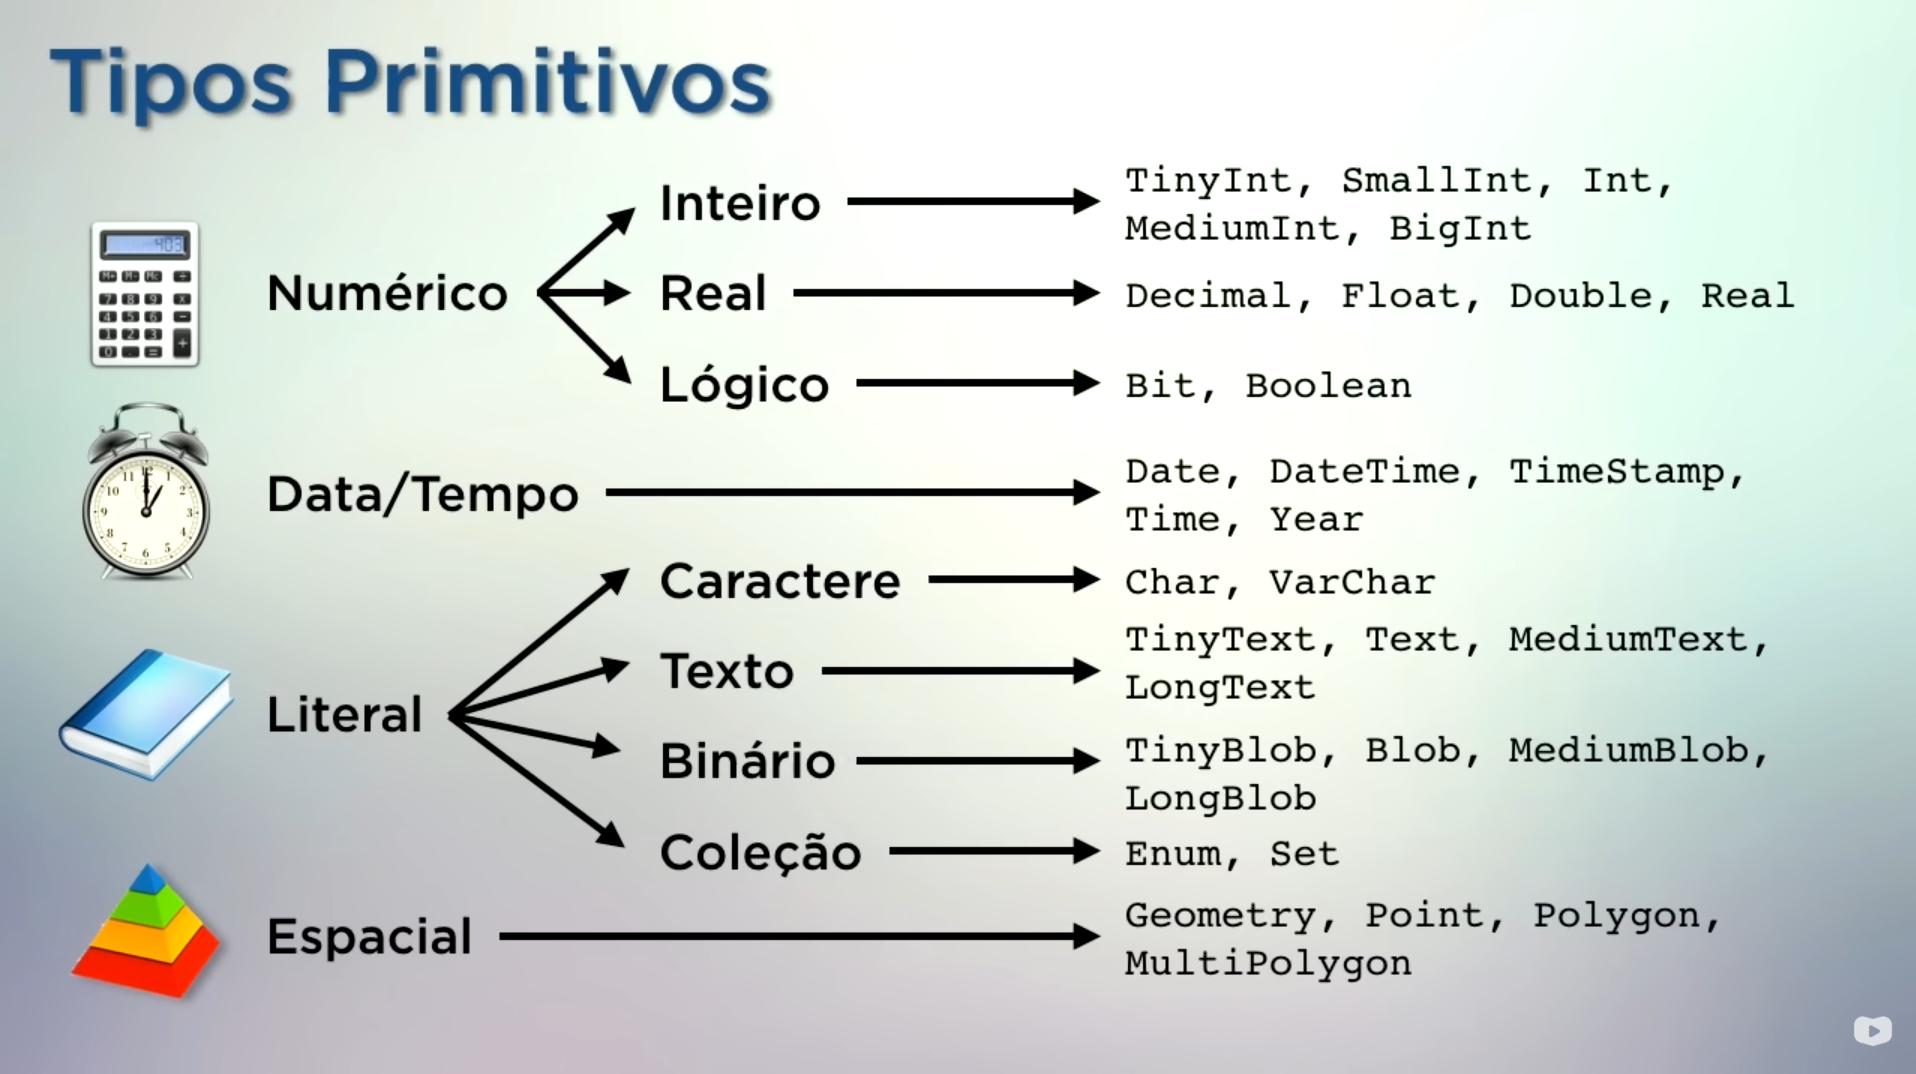 Tipos Primitivos
Numérico
Inteiro
TinyInt, SmallInt, Int,
MediumInt, BigInt
Real
Decimal, Float, Double, Real
Lógico
Bit, Boolean
Data/Tempo
Date, DateTime, TimeStamp,
Time, Year
Literal
Caractere
Char, VarChar
Texto
TinyText, Text, MediumText,
LongText
Binário
TinyBlob, Blob, MediumBlob,
LongBlob
Coleção
Enum, Set
Espacial
Geometry, Point, Polygon,
MultiPolygon